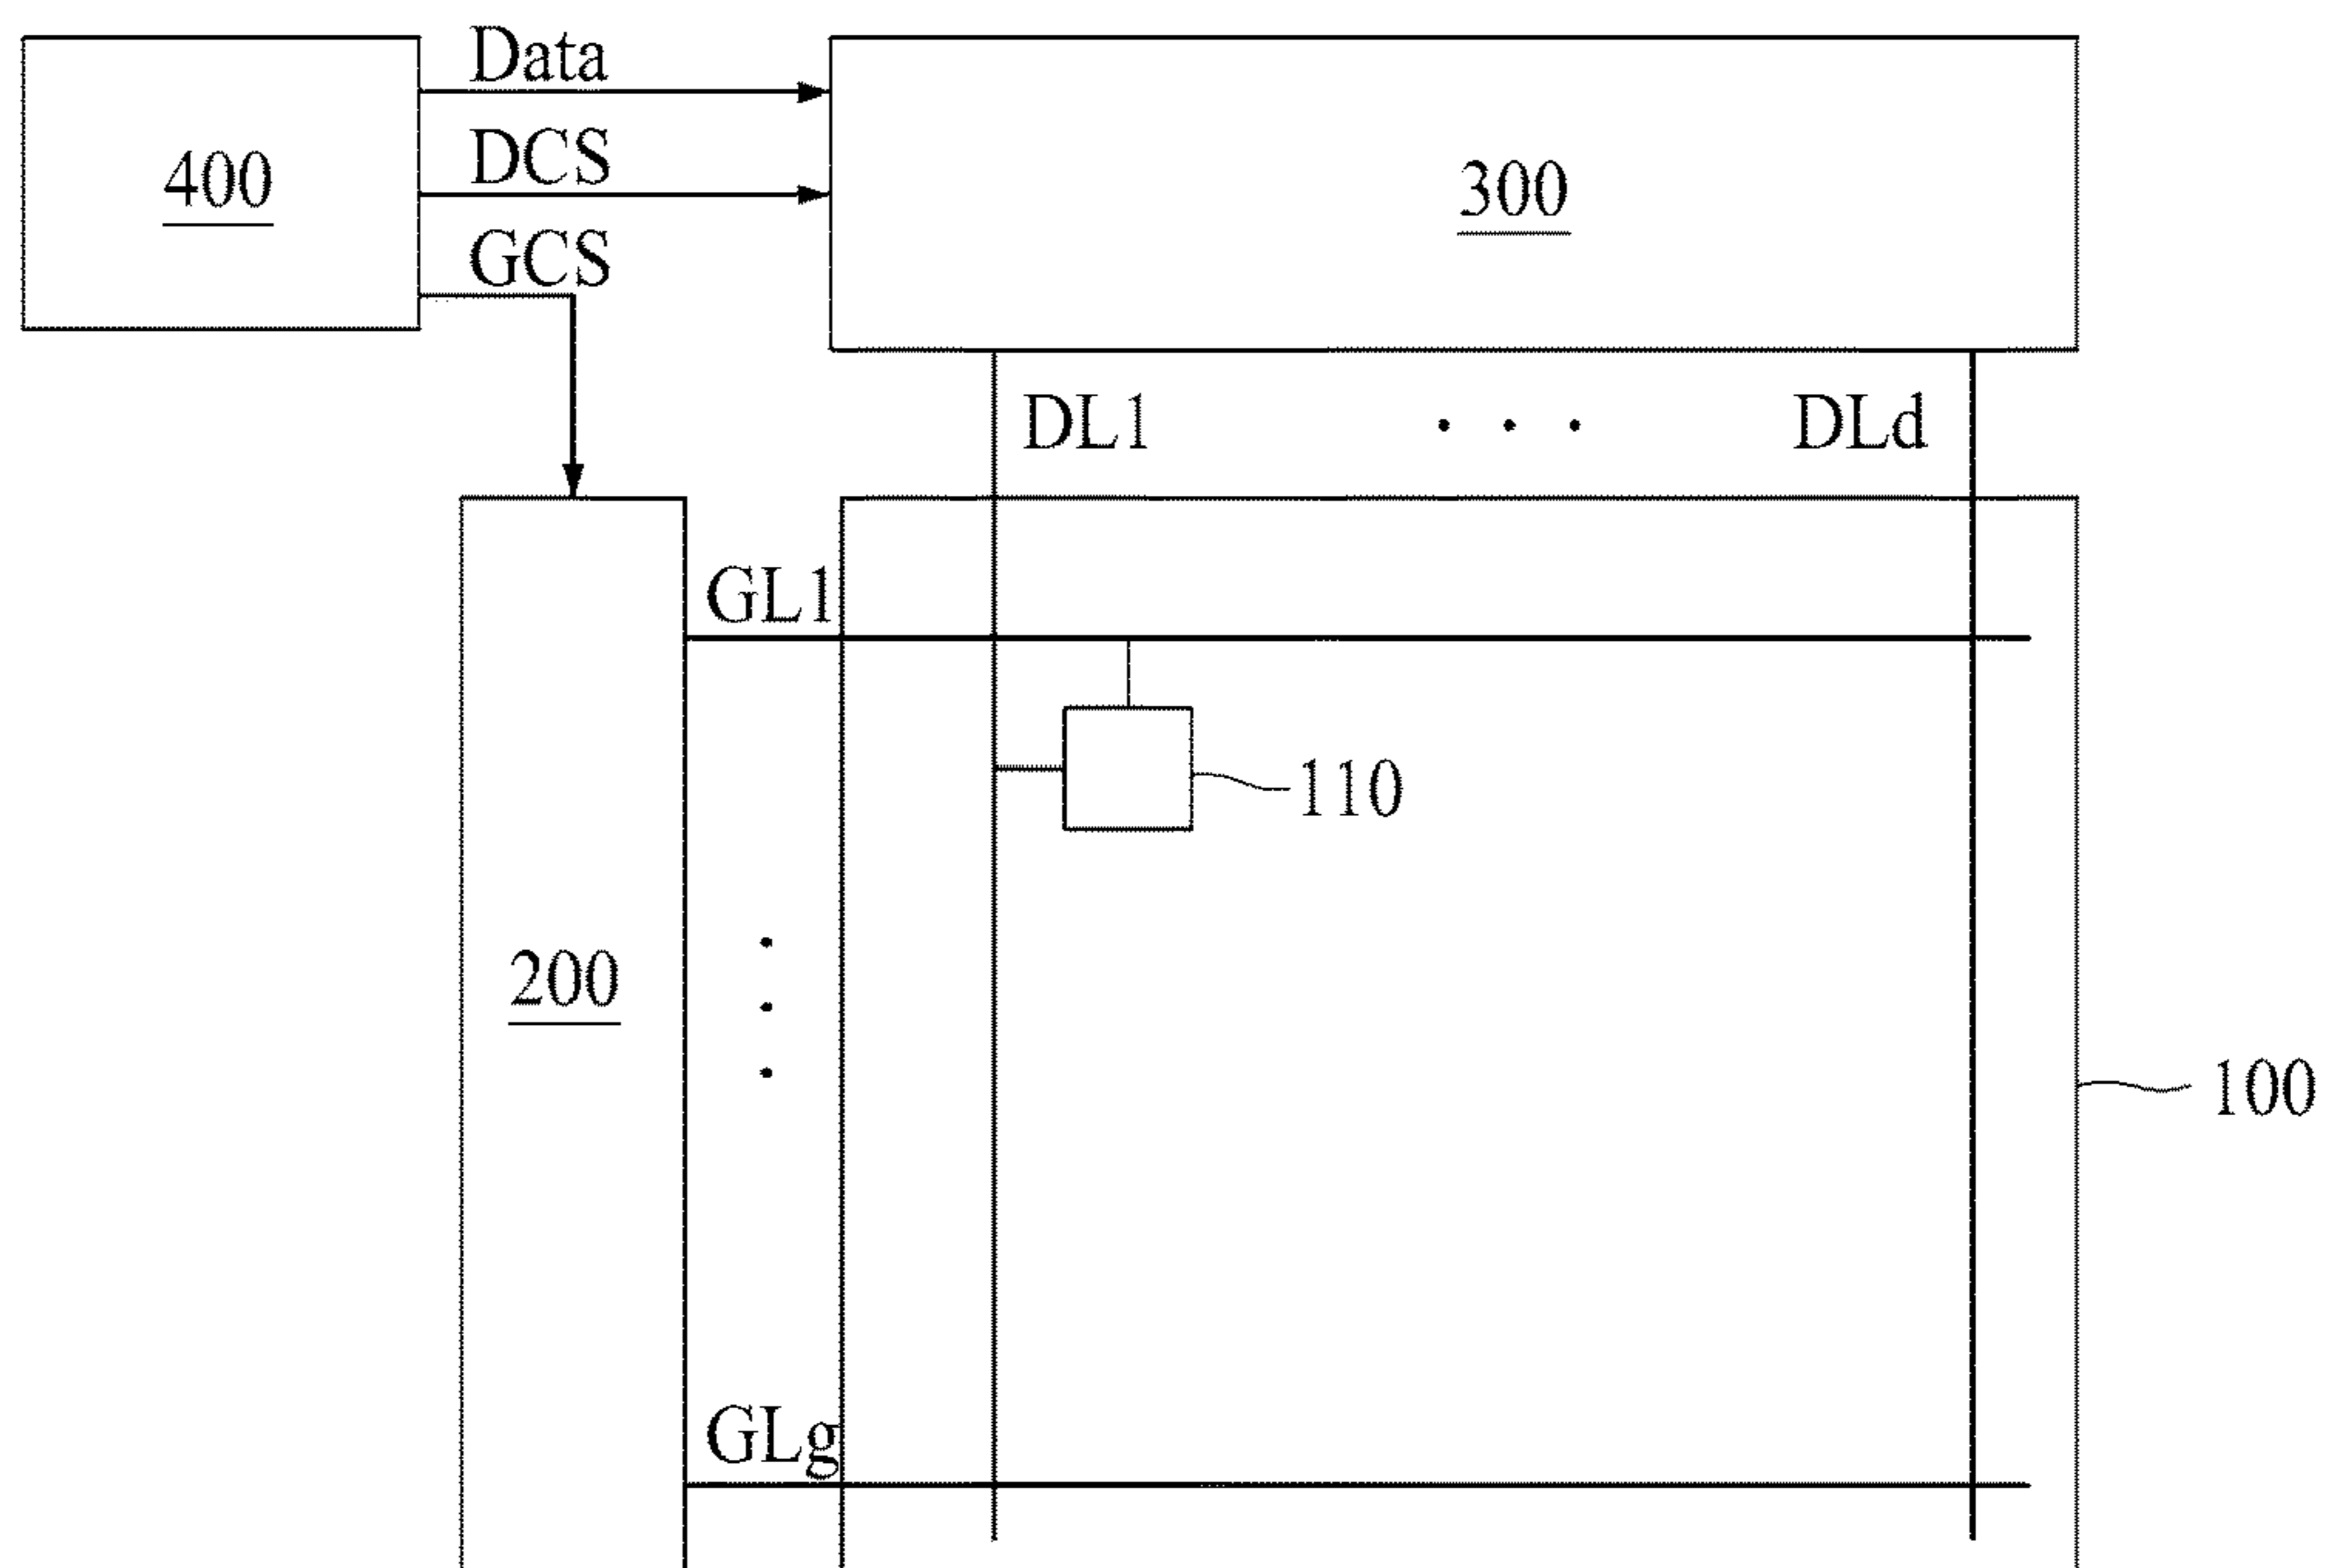 Data
400
DCS
300
GCS
DL1 . . . DLd
GL1
110
200
100
GLg